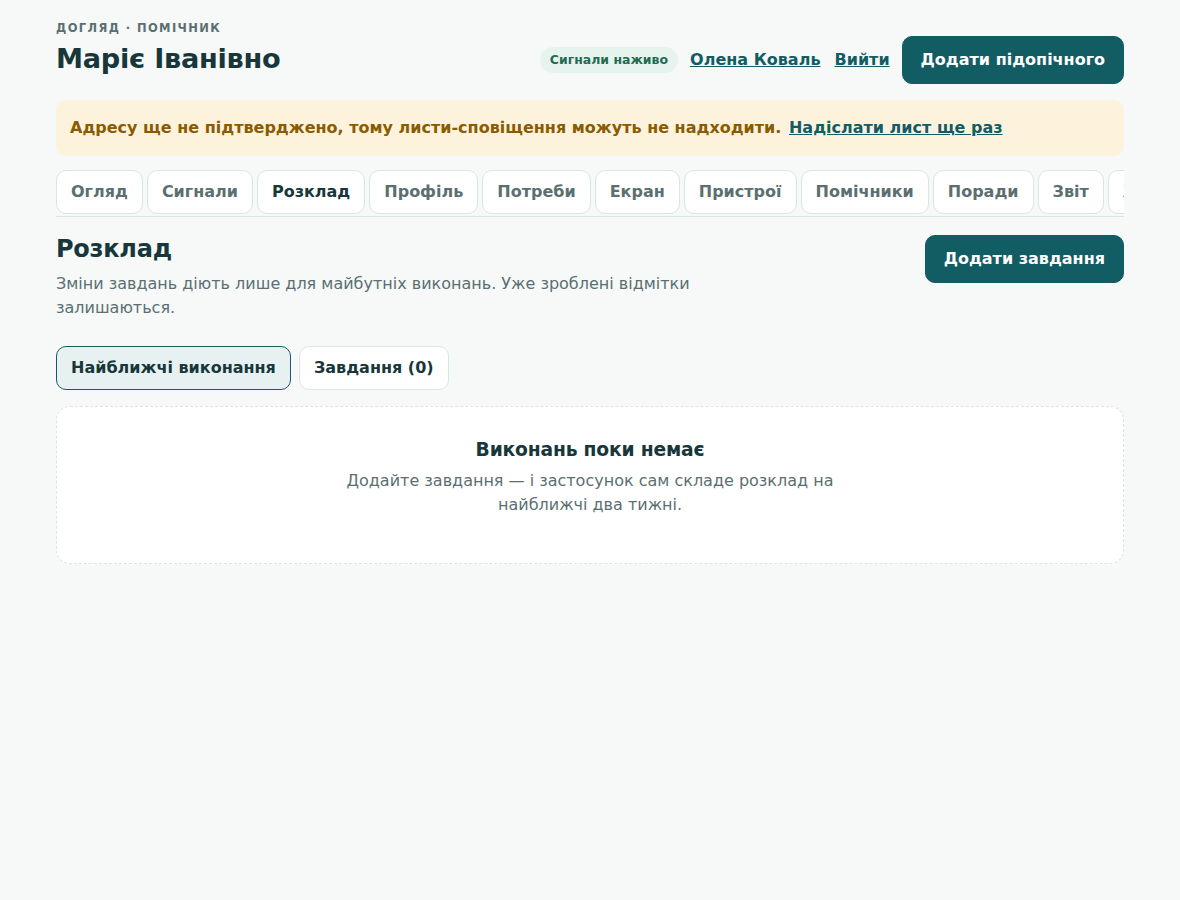 ДОГЛЯД · ПОМІЧНИК
Маріє Іванівно
Сигнали наживо
Олена Коваль
Вийти
Додати підопічного
Адресу ще не підтверджено, тому листи-сповіщення можуть не надходити. Надіслати лист ще раз
Огляд
Сигнали
Розклад
Профіль
Потреби
Екран
Пристрої
Помічники
Поради
Звіт
Розклад
Додати завдання
Зміни завдань діють лише для майбутніх виконань. Уже зроблені відмітки
залишаються.
Найближчі виконання
Завдання (0)
Виконань поки немає
Додайте завдання — і застосунок сам складе розклад на
найближчі два тижні.